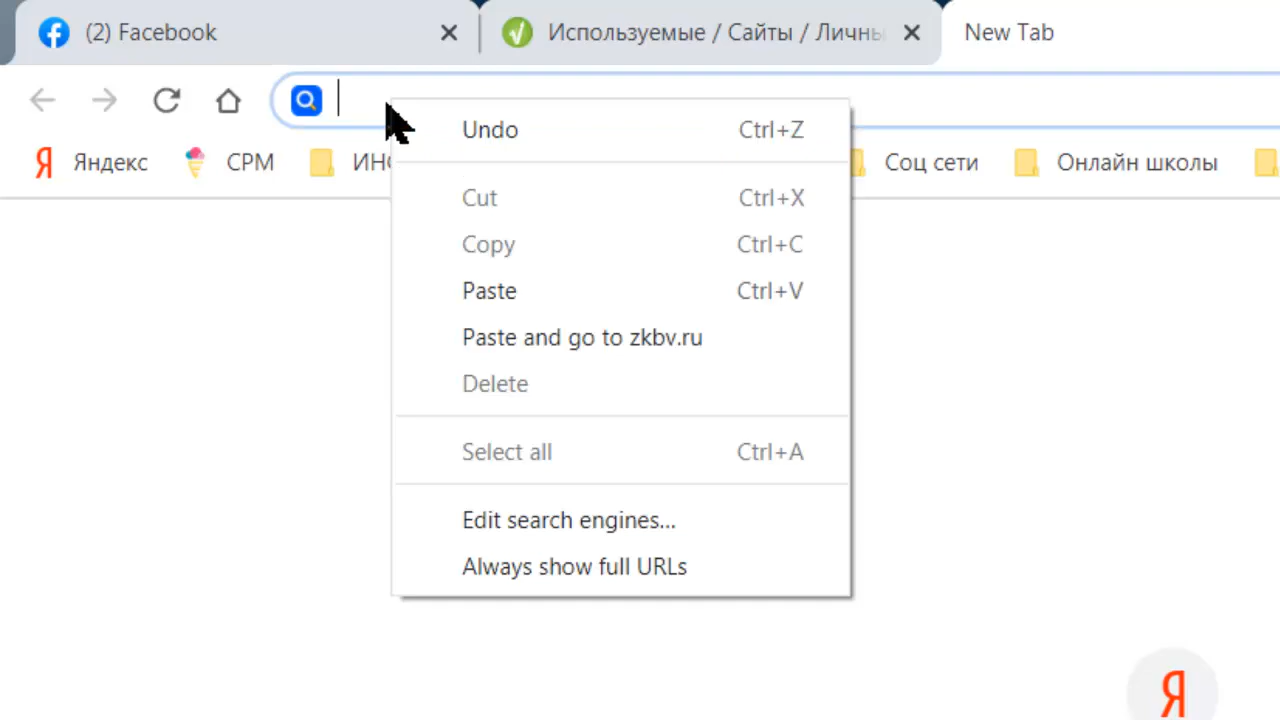 (2) Facebook
Используемые / Сайты / Личны
New Tab
Яндекс
СРМ
Соц сети
Онлайн школы
Undo Ctrl+Z
Cut Ctrl+X
Copy Ctrl+C
Paste Ctrl+V
Paste and go to zkbv.ru
Delete
Select all Ctrl+A
Edit search engines...
Always show full URLs
Я